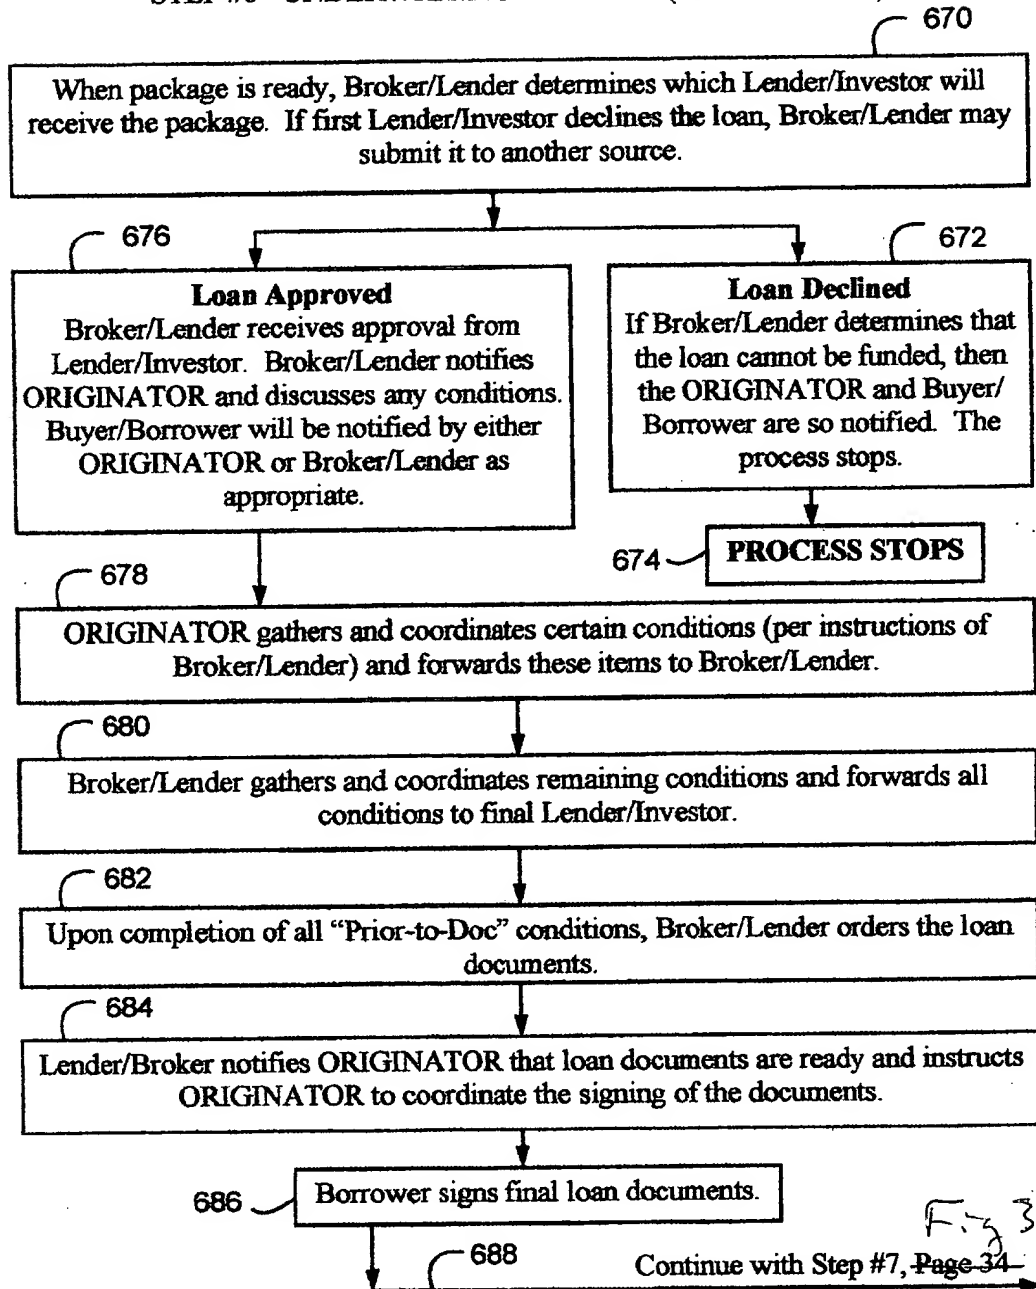 670
When package is ready, Broker/Lender determines which Lender/Investor will
receive the package. If first Lender/Investor declines the loan, Broker/Lender may
submit it to another source.
676
Loan Approved
Broker/Lender receives approval from
Lender/Investor. Broker/Lender notifies
ORIGINATOR and discusses any conditions.
Buyer/Borrower will be notified by either
ORIGINATOR or Broker/Lender as
appropriate.
672
Loan Declined
If Broker/Lender determines that
the loan cannot be funded, then
the ORIGINATOR and Buyer/
Borrower are so notified. The
process stops.
674
PROCESS STOPS
678
ORIGINATOR gathers and coordinates certain conditions (per instructions of
Broker/Lender) and forwards these items to Broker/Lender.
680
Broker/Lender gathers and coordinates remaining conditions and forwards all
conditions to final Lender/Investor.
682
Upon completion of all “Prior-to-Doc” conditions, Broker/Lender orders the loan
documents.
684
Lender/Broker notifies ORIGINATOR that loan documents are ready and instructs
ORIGINATOR to coordinate the signing of the documents.
686
Borrower signs final loan documents.
Fig 3
688
Continue with Step #7, Page 34